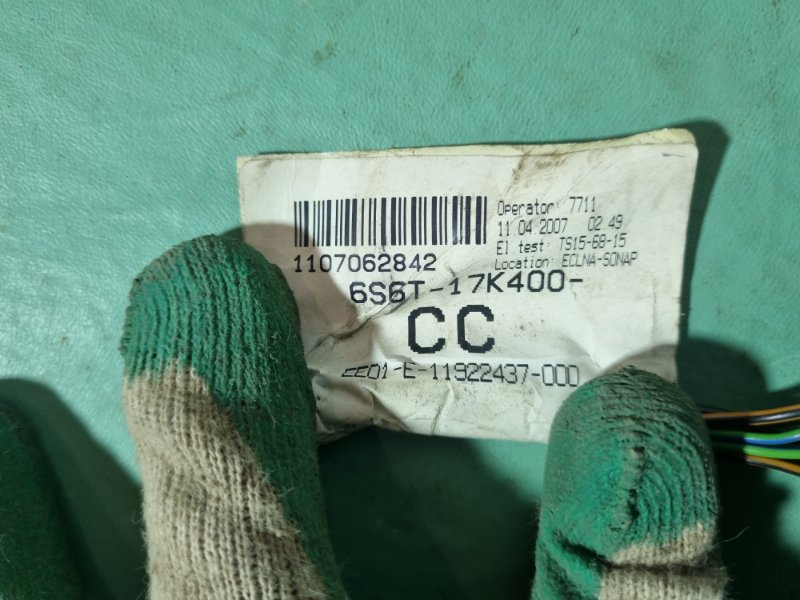 Operator: 7711
11.04.2007 02.49
El test: TS15-68-15
Location: ECLNA-SONAP
1107062842
6S6T-17K400-
CC
EE01-E-11922437-000